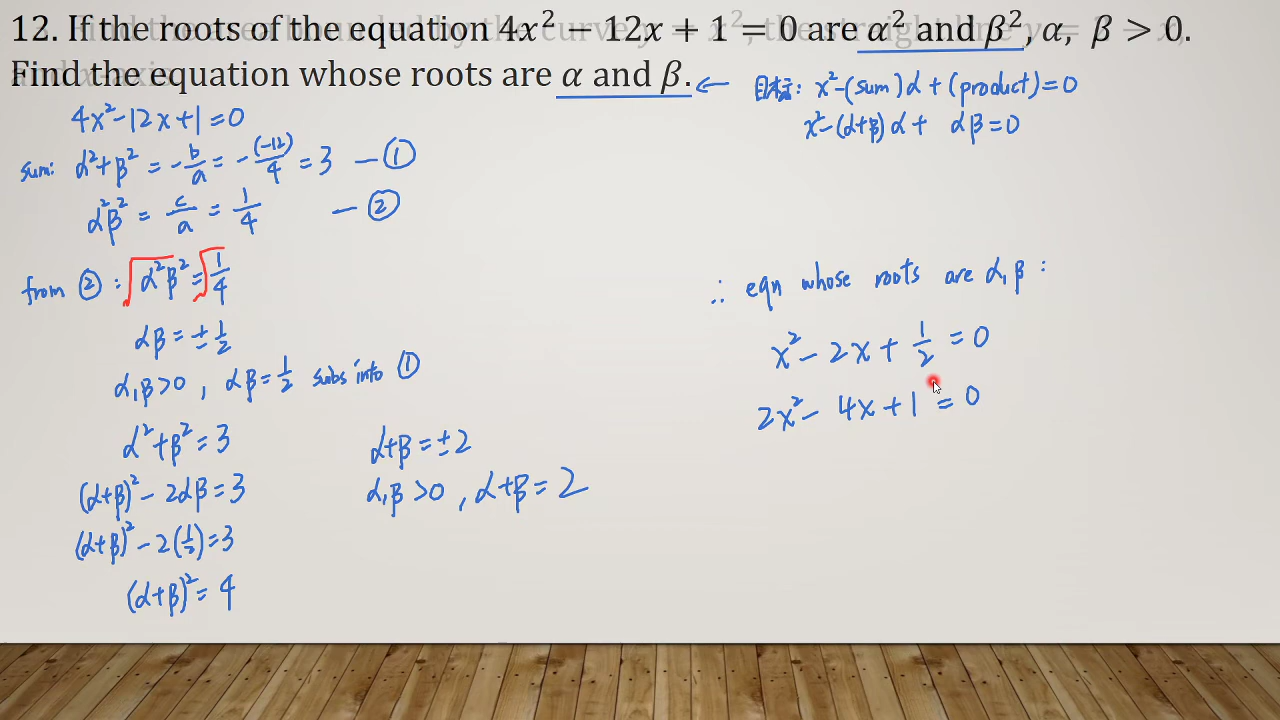 12. If the roots of the equation 4x² − 12x + 1 = 0 are α² and β², α, β > 0.
Find the equation whose roots are α and β.
← 目标: x²-(sum)α+(product)=0
x²-(α+β)α+ αβ=0
4x²-12x+1=0
sum: α²+β² = -b/a = -(-12)/4 = 3 — ①
α²β² = c/a = 1/4 — ②
from ②: √α²β² = √1/4
αβ = ± 1/2
α,β>0, αβ = 1/2 subs into ①
α²+β² = 3
(α+β)² - 2αβ = 3
(α+β)² - 2(1/2) = 3
(α+β)² = 4
α+β = ±2
α,β >0, α+β = 2
∴ eqn whose roots are α,β :
x² - 2x + 1/2 = 0
2x² - 4x + 1 = 0